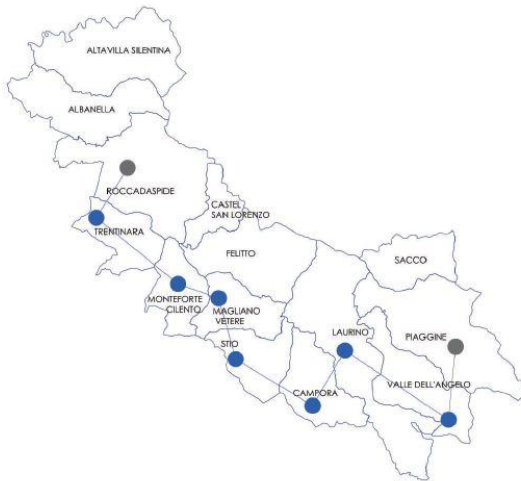 ALTAVILLA SILENTINA
ALBANELLA
ROCCADASPIDE
CASTEL
SAN LORENZO
TRENTINARA
FELITTO
SACCO
MONTEFORTE
CILENTO
MAGLIANO
VETERE
LAURINO
PIAGGINE
STIO
VALLE DELL'ANGELO
CAMPORA